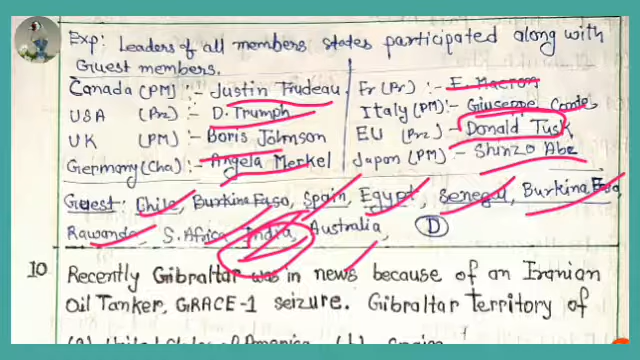 Exp: Leaders of all members states participated along with
Guest members.
Canada (PM) :- Justin Trudeau
USA (Prz) :- D. Trumph
UK (PM) :- Boris Johnson
Germany (Cha) :- Angela Merkel
Fr (Pr) :- E. Macron
Italy (PM) :- Giuseppe Conde
EU (Prz) - Donald Tusk
Japan (PM) - Shinzo Abe
Guest: Chile, Burkina Faso, Spain, Egypt, Senegal, Burkina Faso,
Rawanda, S. Africa, India, Australia, (D)
10 Recently Gibraltar was in news because of an Iranian
Oil Tanker, GRACE-1 seizure. Gibraltar Territory of